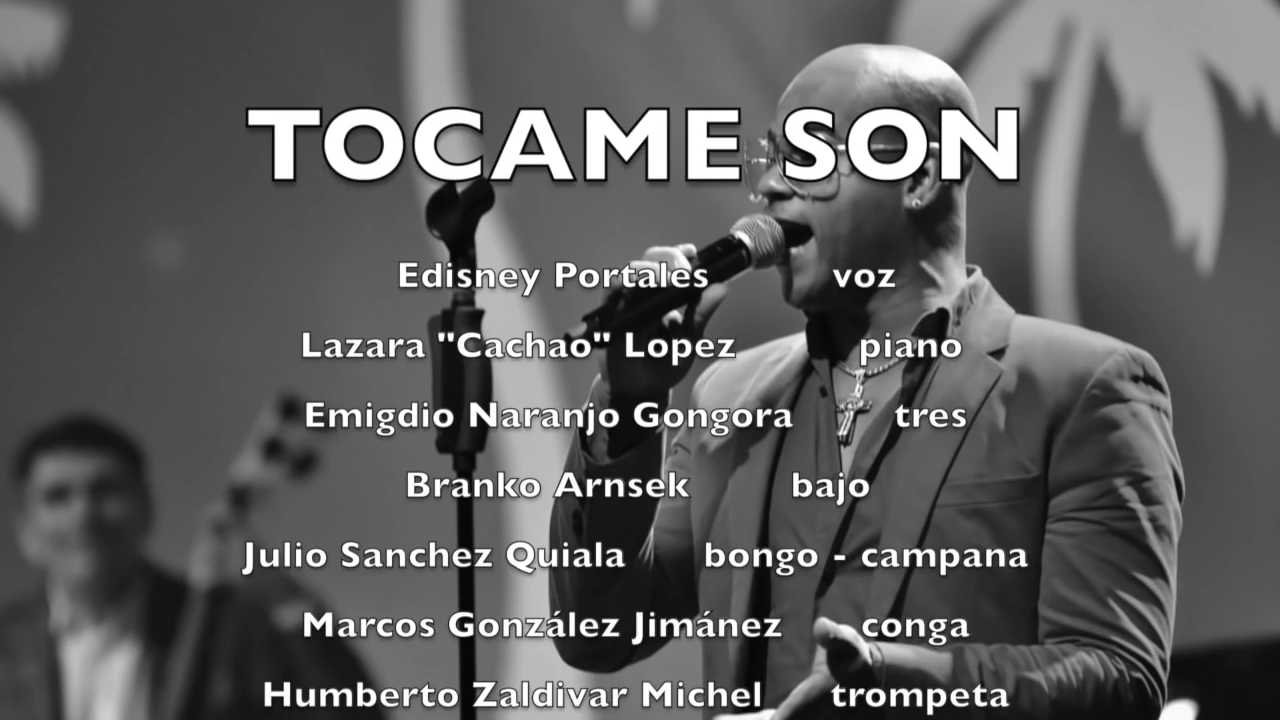 TOCAME SON
Edisney Portales voz
Lazara "Cachao" Lopez piano
Emigdio Naranjo Gongora tres
Branko Arnsek bajo
Julio Sanchez Quiala bongo - campana
Marcos González Jimánez conga
Humberto Zaldivar Michel trompeta